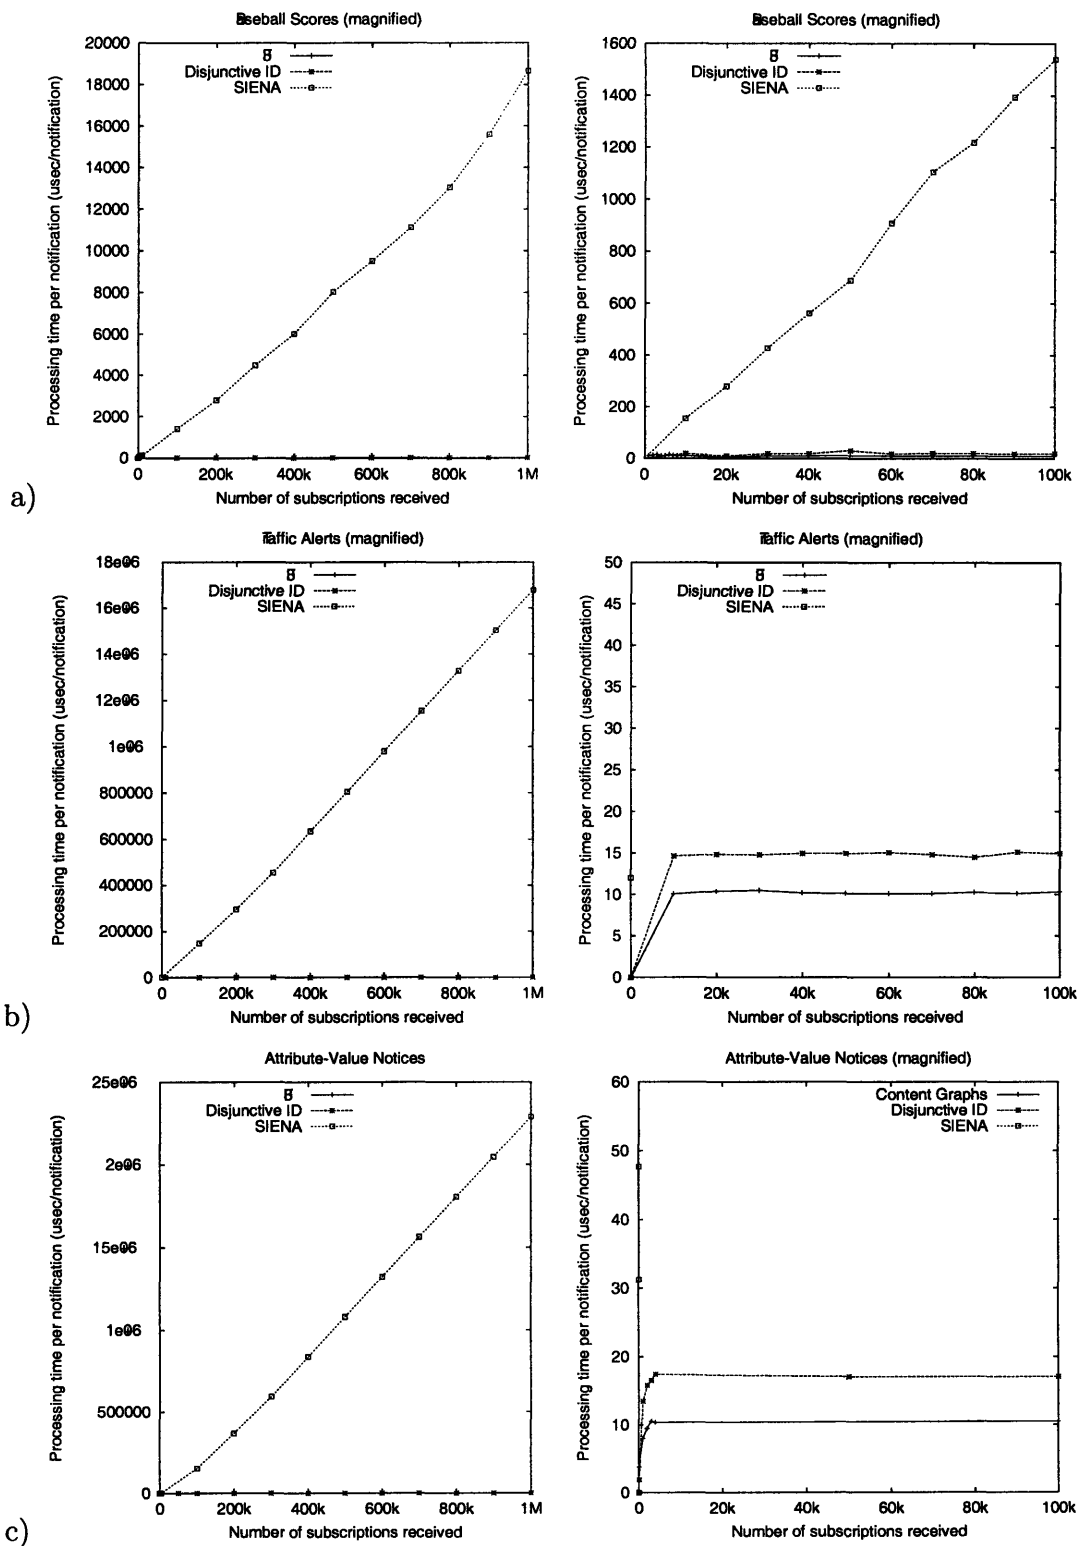 Baseball Scores (magnified)
Processing time per notification (usec/notification)
20000
18000
16000
14000
12000
10000
8000
6000
4000
2000
0
Disjunctive ID
SIENA
0 200k 400k 600k 800k 1M
Number of subscriptions received
Baseball Scores (magnified)
Processing time per notification (usec/notification)
1600
1400
1200
1000
800
600
400
200
0
Disjunctive ID
SIENA
0 20k 40k 60k 80k 100k
Number of subscriptions received
a)
Traffic Alerts (magnified)
Processing time per notification (usec/notification)
1e06
800000
600000
400000
200000
0
Disjunctive ID
SIENA
0 200k 400k 600k 800k 1M
Number of subscriptions received
Traffic Alerts (magnified)
Processing time per notification (usec/notification)
50
45
40
35
30
25
20
15
10
5
0
Disjunctive ID
SIENA
0 20k 40k 60k 80k 100k
Number of subscriptions received
b)
Attribute-Value Notices
Processing time per notification (usec/notification)
500000
0
Disjunctive ID
SIENA
0 200k 400k 600k 800k 1M
Number of subscriptions received
Attribute-Value Notices (magnified)
Processing time per notification (usec/notification)
60
50
40
30
20
10
0
Content Graphs
Disjunctive ID
SIENA
0 20k 40k 60k 80k 100k
Number of subscriptions received
c)